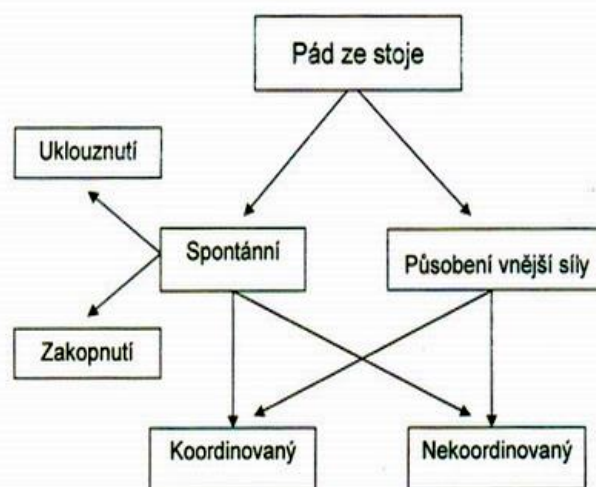 Pád ze stoje
Uklouznutí
Spontánní
Působení vnější síly
Zakopnutí
Koordinovaný
Nekoordinovaný